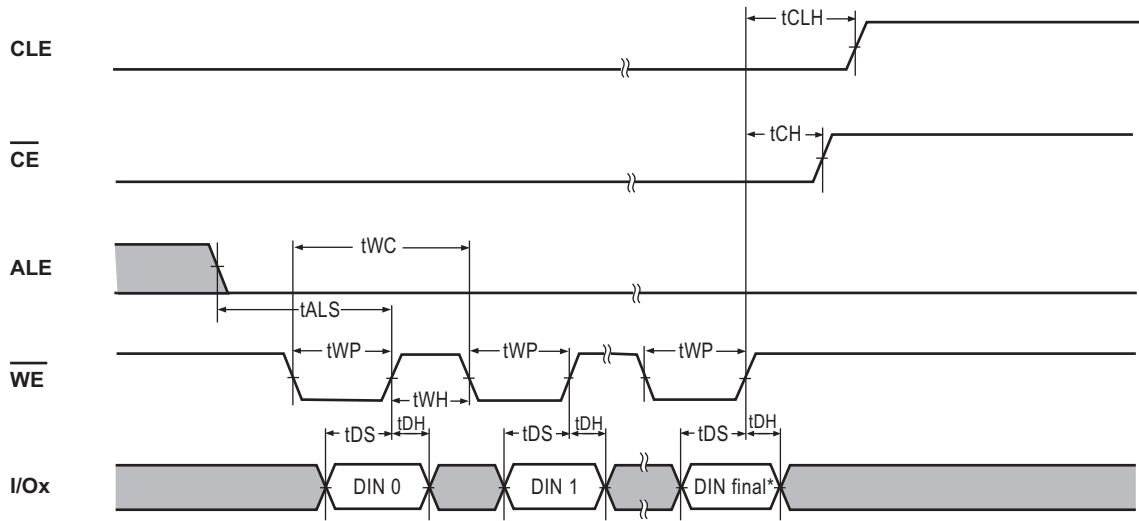 tCLH
CLE
tCH
CE
tWC
ALE
tALS
tWP tWP tWP
WE
tWH
tDS tDH tDS tDH tDS tDH
I/Ox DIN 0 DIN 1 DIN final*